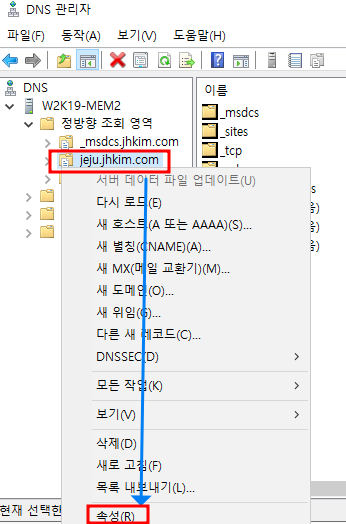 DNS 관리자
파일(F) 동작(A) 보기(V) 도움말(H)
DNS
W2K19-MEM2
정방향 조회 영역
_msdcs.jhkim.com
jeju.jhkim.com
이름
_msdcs
_sites
_tcp
서버 데이터 파일 업데이트(U)
다시 로드(E)
새 호스트(A 또는 AAAA)(S)...
새 별칭(CNAME)(A)...
새 MX(메일 교환기)(M)...
새 도메인(O)...
새 위임(G)...
다른 새 레코드(C)...
DNSSEC(D)
모든 작업(K)
보기(V)
삭제(D)
새로 고침(F)
목록 내보내기(L)...
속성(R)
음)
음)
음)
현재 선택한